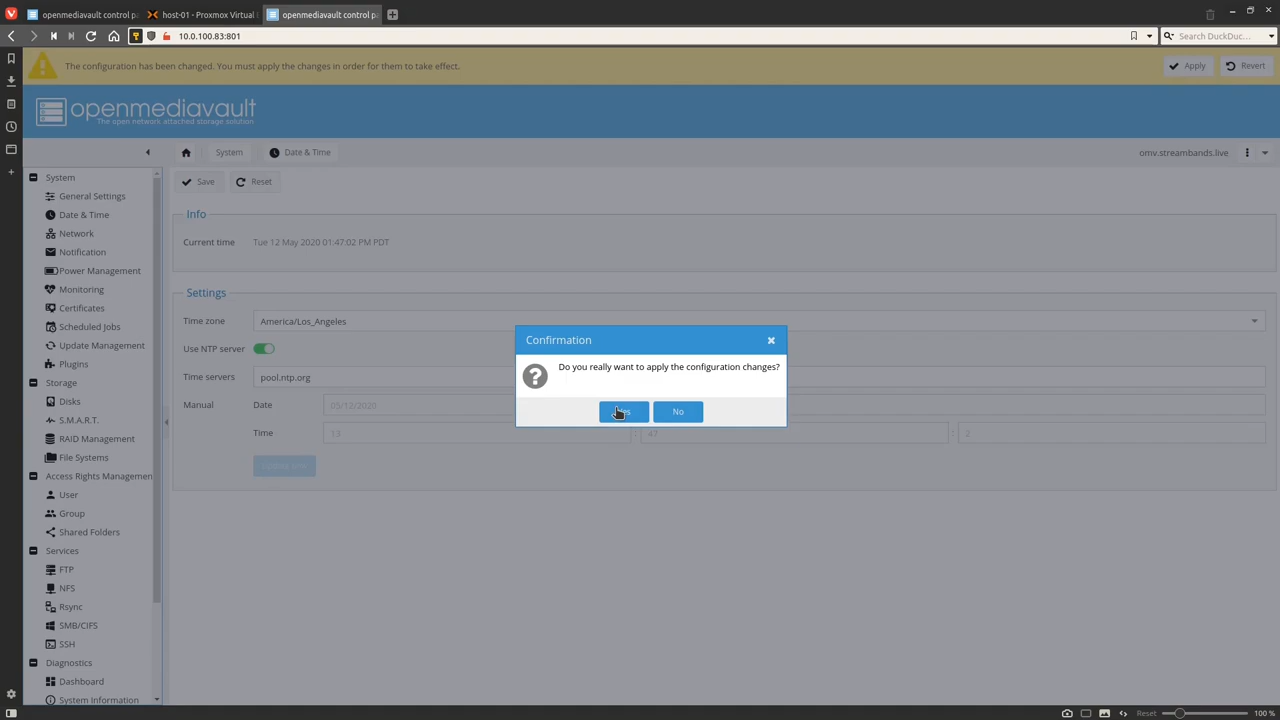 openmediavault control p
host-01 - Proxmox Virtual
openmediavault control p
10.0.100.83:801
Search DuckDuc...
The configuration has been changed. You must apply the changes in order for them to take effect.
Apply
Revert
openmediavault
The open network attached storage solution
System
Date & Time
omv.streambands.live
Save
Reset
System
General Settings
Date & Time
Network
Notification
Power Management
Monitoring
Certificates
Scheduled Jobs
Update Management
Plugins
Storage
Disks
S.M.A.R.T.
RAID Management
File Systems
Access Rights Managemen
User
Group
Shared Folders
Services
FTP
NFS
Rsync
SMB/CIFS
SSH
Diagnostics
Dashboard
System Information
Info
Current time Tue 12 May 2020 01:47:02 PM PDT
Settings
Time zone America/Los_Angeles
Use NTP server
Time servers pool.ntp.org
Manual Date 05/12/2020
Time 13 : 47 : 2
Confirmation
Do you really want to apply the configuration changes?
No
Reset
100 %